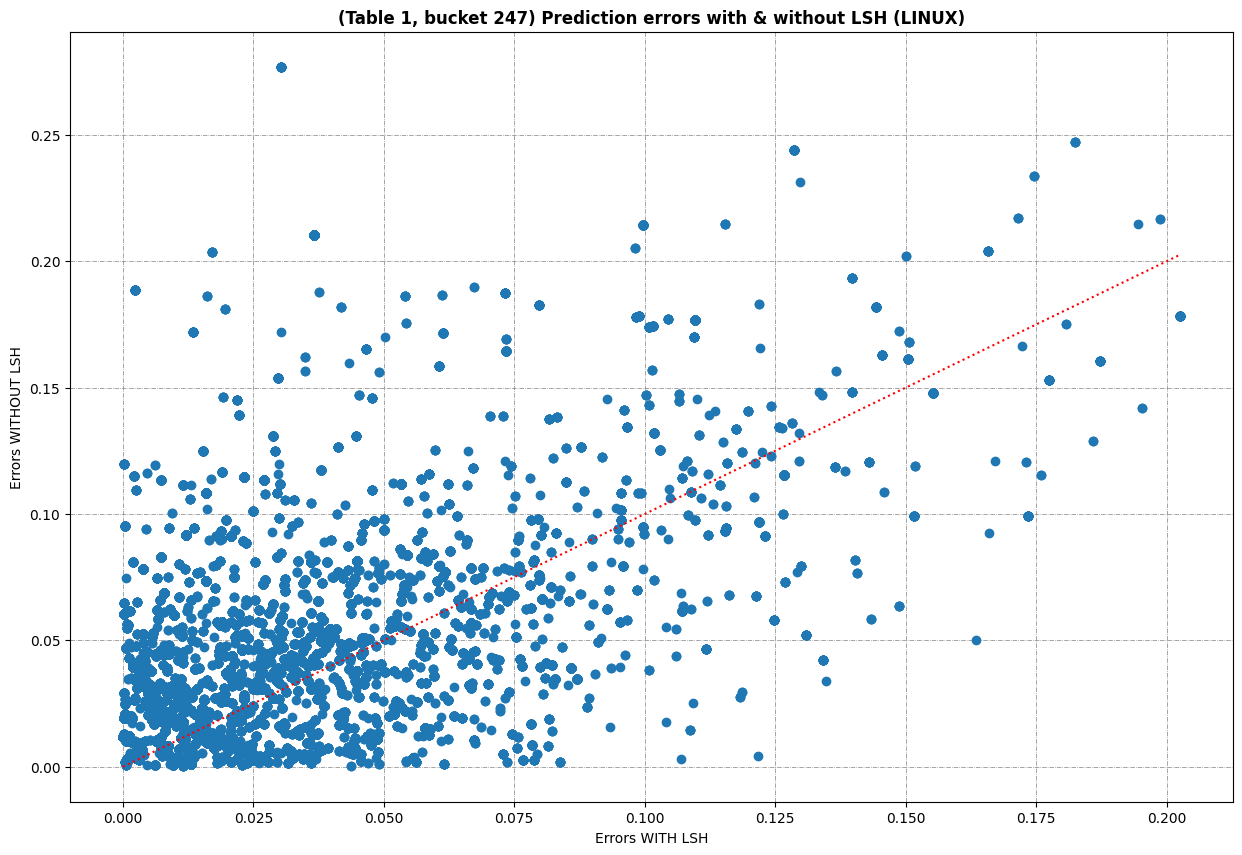 (Table 1, bucket 247) Prediction errors with & without LSH (LINUX)
Errors WITHOUT LSH
0.25
0.20
0.15
0.10
0.05
0.00
0.000 0.025 0.050 0.075 0.100 0.125 0.150 0.175 0.200
Errors WITH LSH